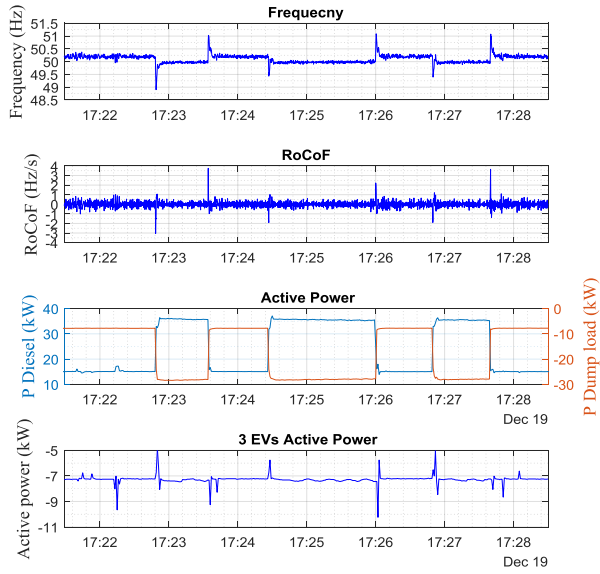 Frequecny
Frequency (Hz)
51.5
51
50.5
50
49.5
49
48.5
17:22 17:23 17:24 17:25 17:26 17:27 17:28
RoCoF
RoCoF (Hz/s)
4
3
2
1
0
-1
-2
-3
-4
17:22 17:23 17:24 17:25 17:26 17:27 17:28
Active Power
P Diesel (kW)
40
30
20
10
0
-10
-20
-30
P Dump load (kW)
17:22 17:23 17:24 17:25 17:26 17:27 17:28
Dec 19
3 EVs Active Power
Active power (kW)
-5
-7
-9
-11
17:22 17:23 17:24 17:25 17:26 17:27 17:28
Dec 19